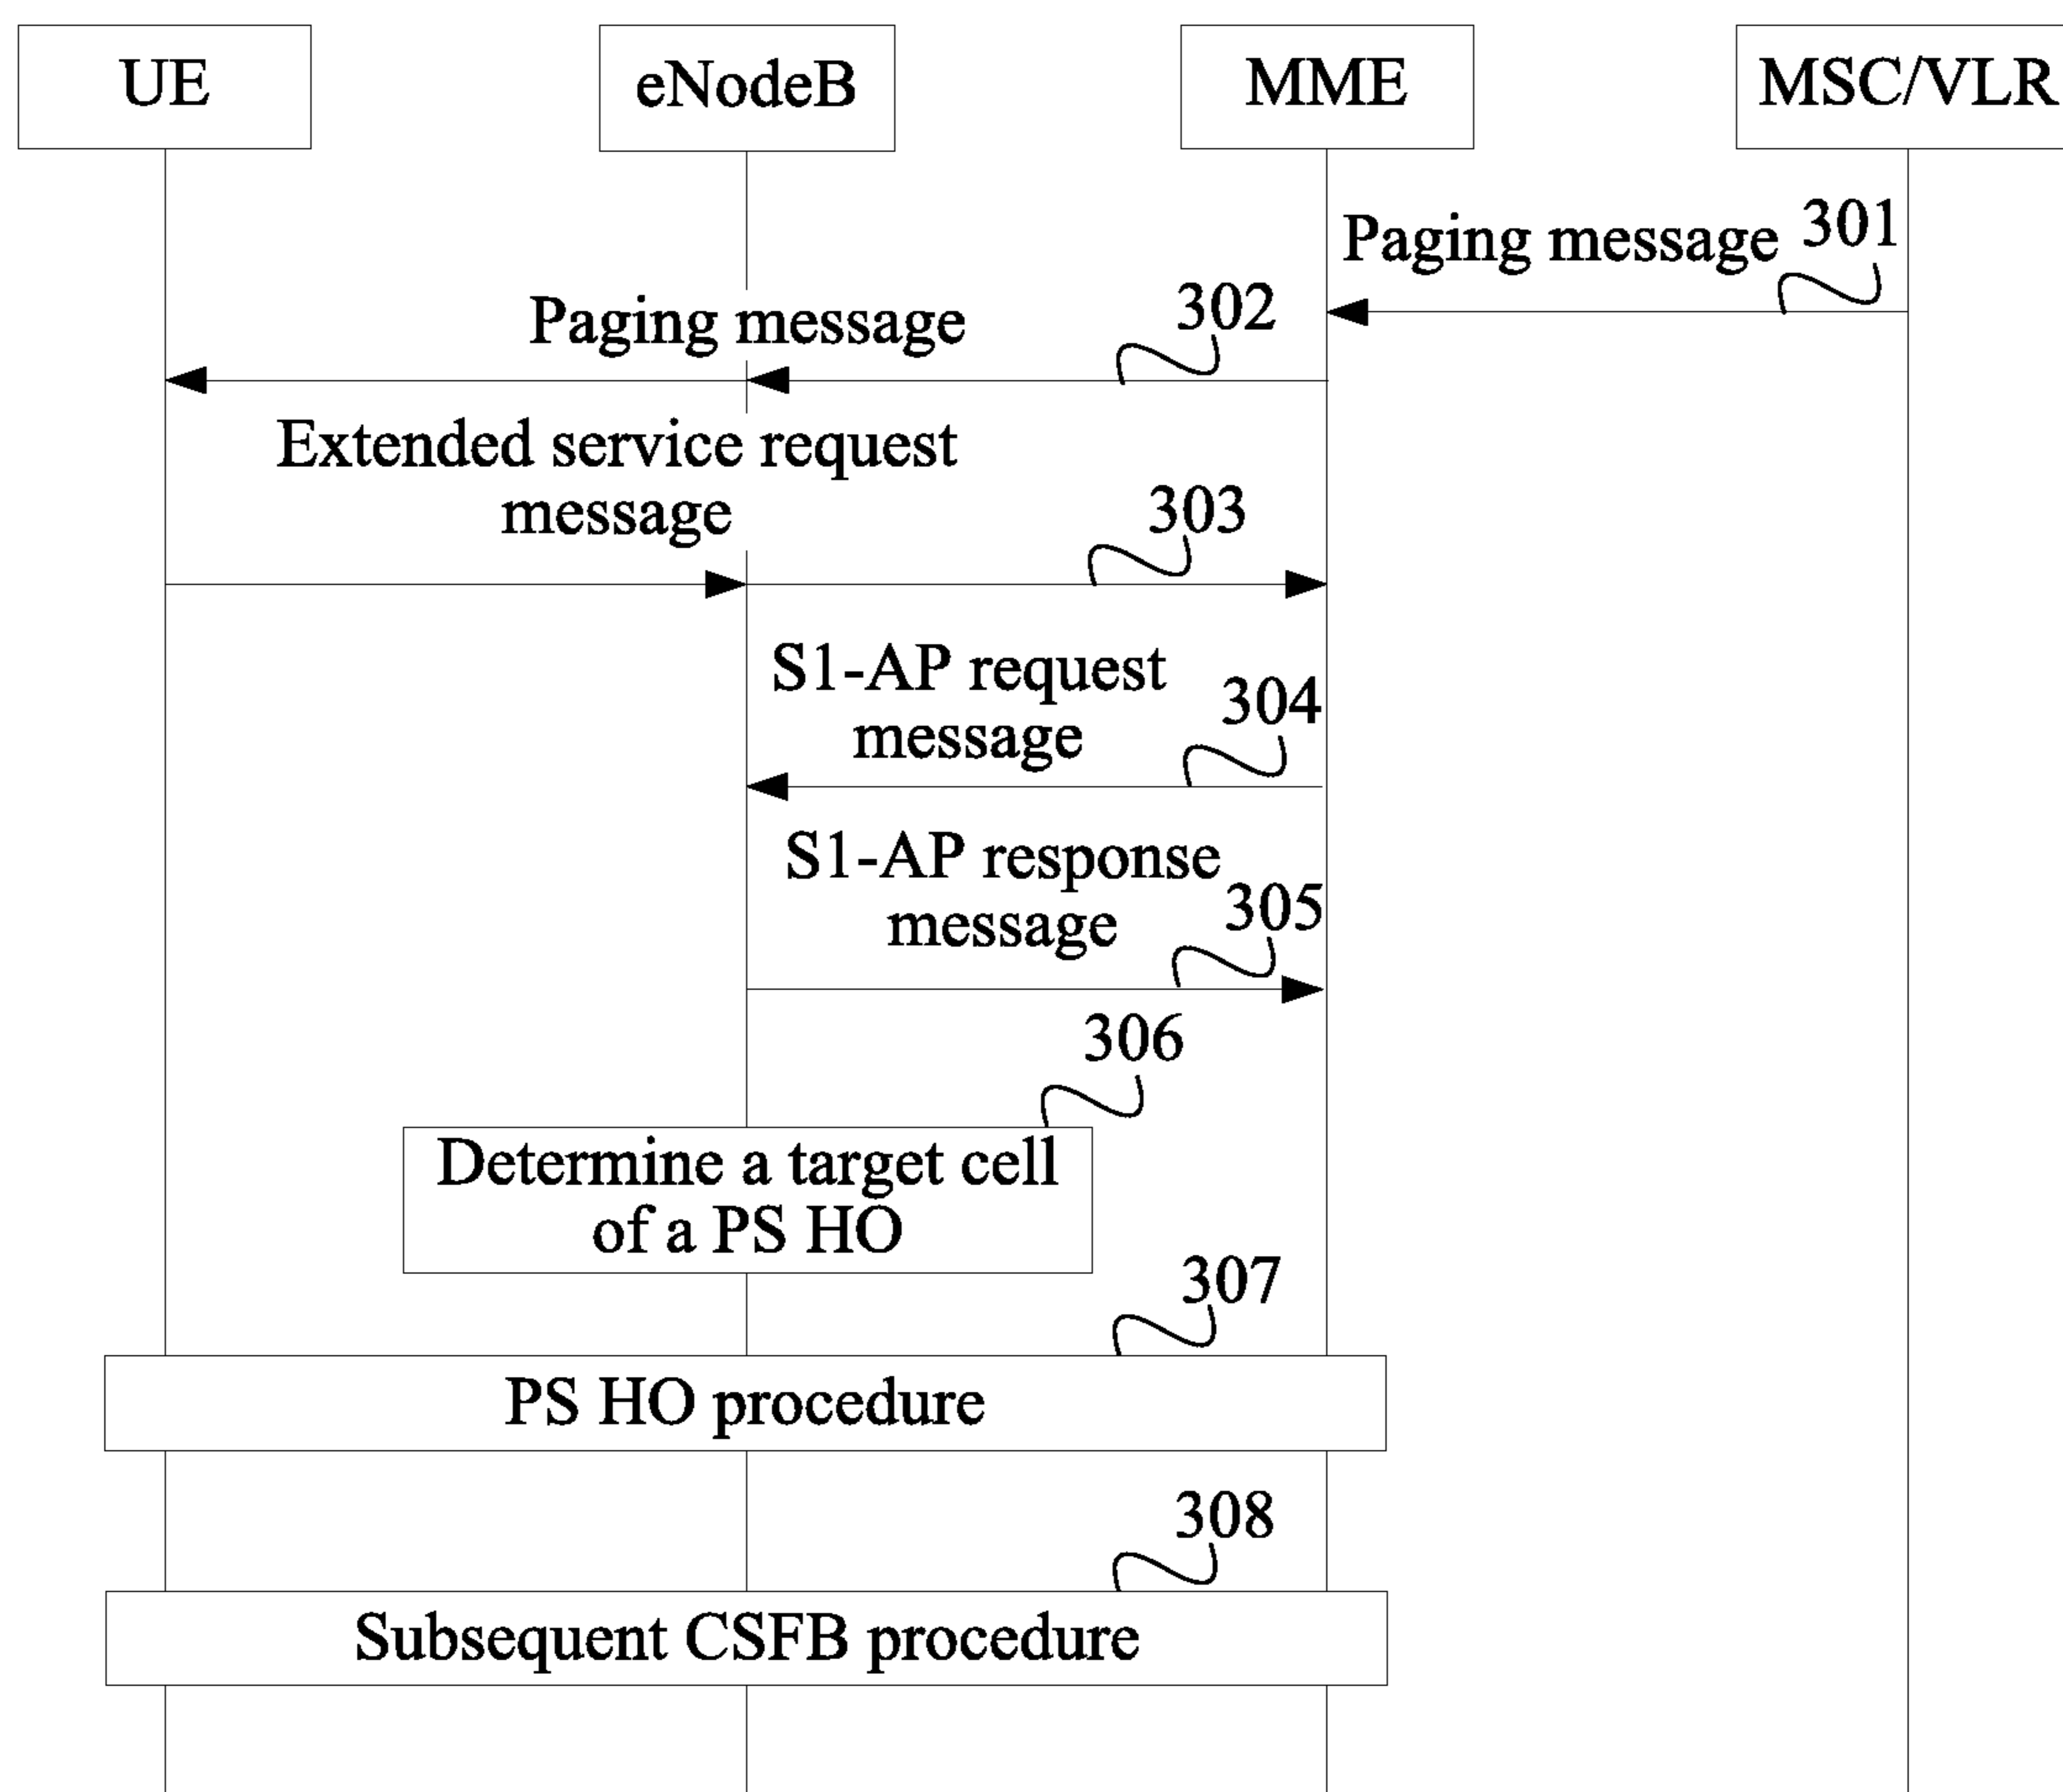 UE
eNodeB
MME
MSC/VLR
301
Paging message
302
Paging message
Extended service request
message
303
S1-AP request
message
304
S1-AP response
message
305
306
Determine a target cell
of a PS HO
307
PS HO procedure
308
Subsequent CSFB procedure